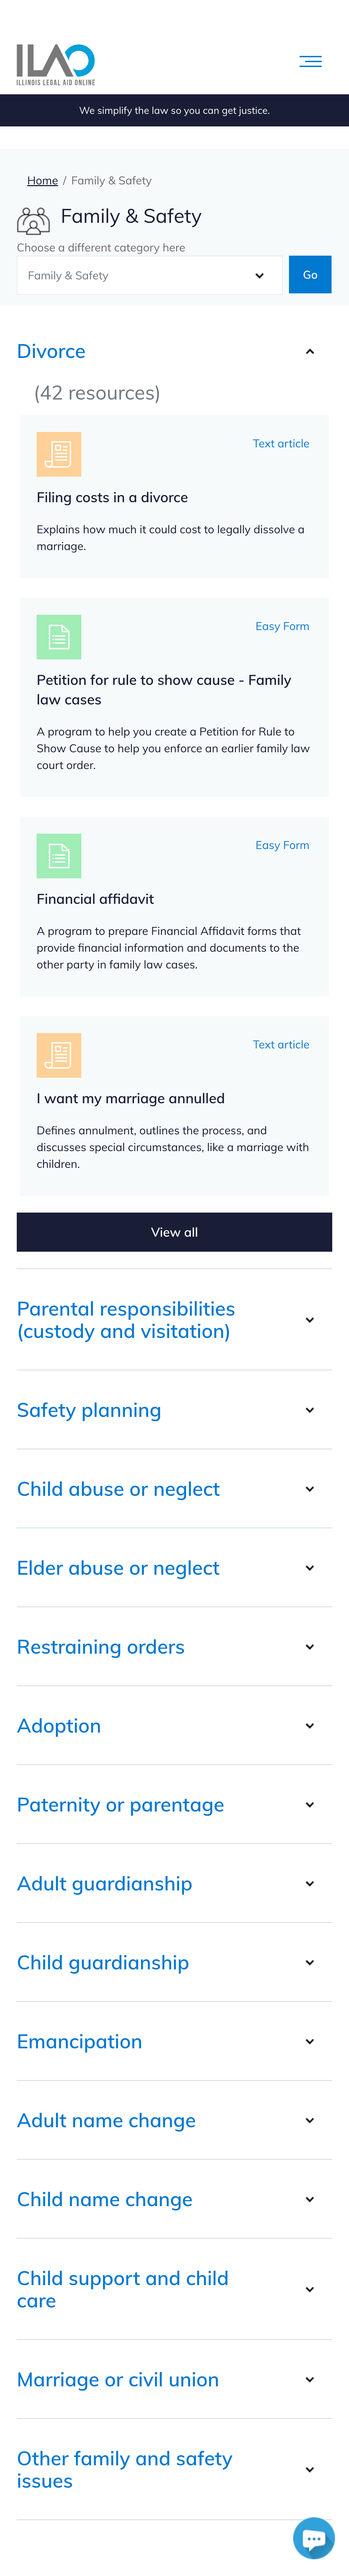 ILAO
ILLINOIS LEGAL AID ONLINE
We simplify the law so you can get justice.
Home / Family & Safety
Family & Safety
Choose a different category here
Family & Safety
Go
Divorce
(42 resources)
Text article
Filing costs in a divorce
Explains how much it could cost to legally dissolve a
marriage.
Easy Form
Petition for rule to show cause - Family
law cases
A program to help you create a Petition for Rule to
Show Cause to help you enforce an earlier family law
court order.
Easy Form
Financial affidavit
A program to prepare Financial Affidavit forms that
provide financial information and documents to the
other party in family law cases.
Text article
I want my marriage annulled
Defines annulment, outlines the process, and
discusses special circumstances, like a marriage with
children.
View all
Parental responsibilities
(custody and visitation)
Safety planning
Child abuse or neglect
Elder abuse or neglect
Restraining orders
Adoption
Paternity or parentage
Adult guardianship
Child guardianship
Emancipation
Adult name change
Child name change
Child support and child
care
Marriage or civil union
Other family and safety
issues